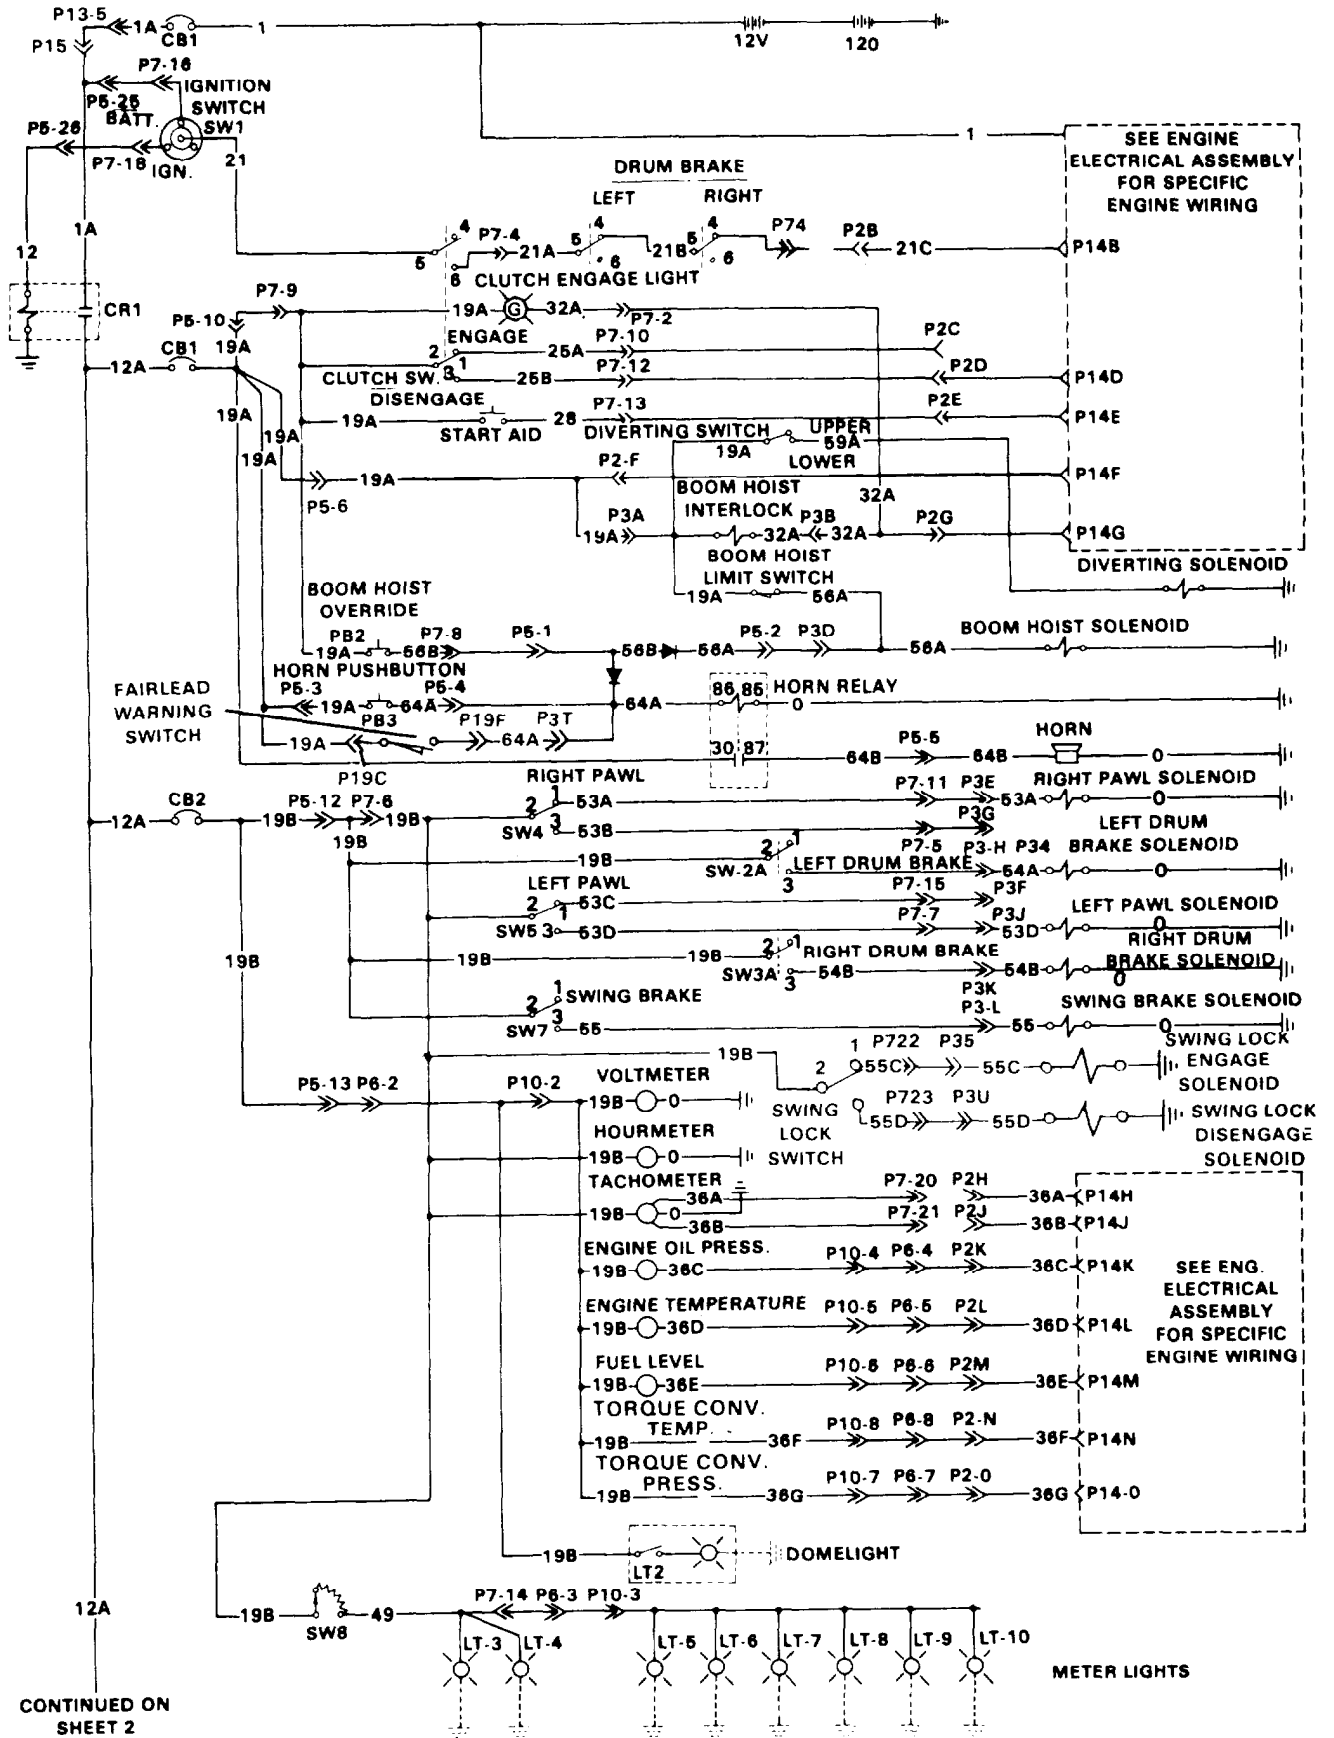 P13-5
1A
CB1
1
12V
120
P15
P7-16
IGNITION
SWITCH
SW1
P5-25
BATT.
P5-26
P7-18
IGN.
21
1
SEE ENGINE
ELECTRICAL ASSEMBLY
FOR SPECIFIC
ENGINE WIRING
DRUM BRAKE
LEFT
RIGHT
1A
12
4
P7-4
5
6
21A
5
4
6
21B
5
4
6
P74
P2B
21C
P14B
CLUTCH ENGAGE LIGHT
P7-9
19A
G
32A
P7-2
CR1
P5-10
19A
ENGAGE
P7-10
P2C
CB1
12A
2
1
3
25A
CLUTCH SW.
DISENGAGE
25B
P7-12
P2D
P14D
19A
19A
19A
19A
START AID
28
P7-13
P2E
P14E
DIVERTING SWITCH
19A
UPPER
59A
LOWER
P5-6
19A
P2-F
P14F
BOOM HOIST
INTERLOCK
32A
P3A
19A
32A
P3B
32A
P2G
P14G
BOOM HOIST
LIMIT SWITCH
19A
56A
DIVERTING SOLENOID
BOOM HOIST
OVERRIDE
PB2
19A
P7-8
56B
P5-1
56B
56A
P5-2
P3D
56A
BOOM HOIST SOLENOID
HORN PUSHBUTTON
P5-3
19A
PB3
64A
P5-4
64A
86
85
HORN RELAY
0
FAIRLEAD
WARNING
SWITCH
19A
P19C
P19F
64A
P3T
30
87
64B
P5-5
64B
HORN
0
RIGHT PAWL
P7-11
P3E
RIGHT PAWL SOLENOID
12A
CB2
P5-12
P7-6
19B
19B
19B
2
1
3
SW4
53A
53A
0
53B
P3G
LEFT DRUM
BRAKE SOLENOID
19B
SW-2A
2
1
3
LEFT DRUM BRAKE
P7-5
P3-H
P34
54A
0
LEFT PAWL
2
1
53C
P7-15
P3F
SW5
3
53D
P7-7
P3J
53D
LEFT PAWL SOLENOID
0
19B
19B
2
1
SW3A
3
RIGHT DRUM BRAKE
54B
54B
RIGHT DRUM
BRAKE SOLENOID
0
1
2
3
SWING BRAKE
SW7
55
P3K
P3-L
55
SWING BRAKE SOLENOID
0
19B
2
1
55C
P722
P35
55C
SWING LOCK
ENGAGE
SOLENOID
SWING
LOCK
SWITCH
P723
P3U
55D
55D
SWING LOCK
DISENGAGE
SOLENOID
P5-13
P6-2
P10-2
VOLTMETER
19B
0
HOURMETER
19B
0
TACHOMETER
36A
19B
0
36B
P7-20
P2H
36A
P14H
P7-21
P2J
36B
P14J
ENGINE OIL PRESS.
19B
36C
P10-4
P6-4
P2K
36C
P14K
SEE ENG.
ELECTRICAL
ASSEMBLY
FOR SPECIFIC
ENGINE WIRING
ENGINE TEMPERATURE
19B
36D
P10-5
P6-5
P2L
36D
P14L
FUEL LEVEL
19B
36E
P10-6
P6-6
P2M
36E
P14M
TORQUE CONV.
TEMP.
19B
36F
P10-8
P6-8
P2-N
36F
P14N
TORQUE CONV.
PRESS.
19B
36G
P10-7
P6-7
P2-0
36G
P14-0
19B
LT2
DOMELIGHT
12A
19B
SW8
49
P7-14
P6-3
P10-3
LT-3
LT-4
LT-5
LT-6
LT-7
LT-8
LT-9
LT-10
METER LIGHTS
CONTINUED ON
SHEET 2